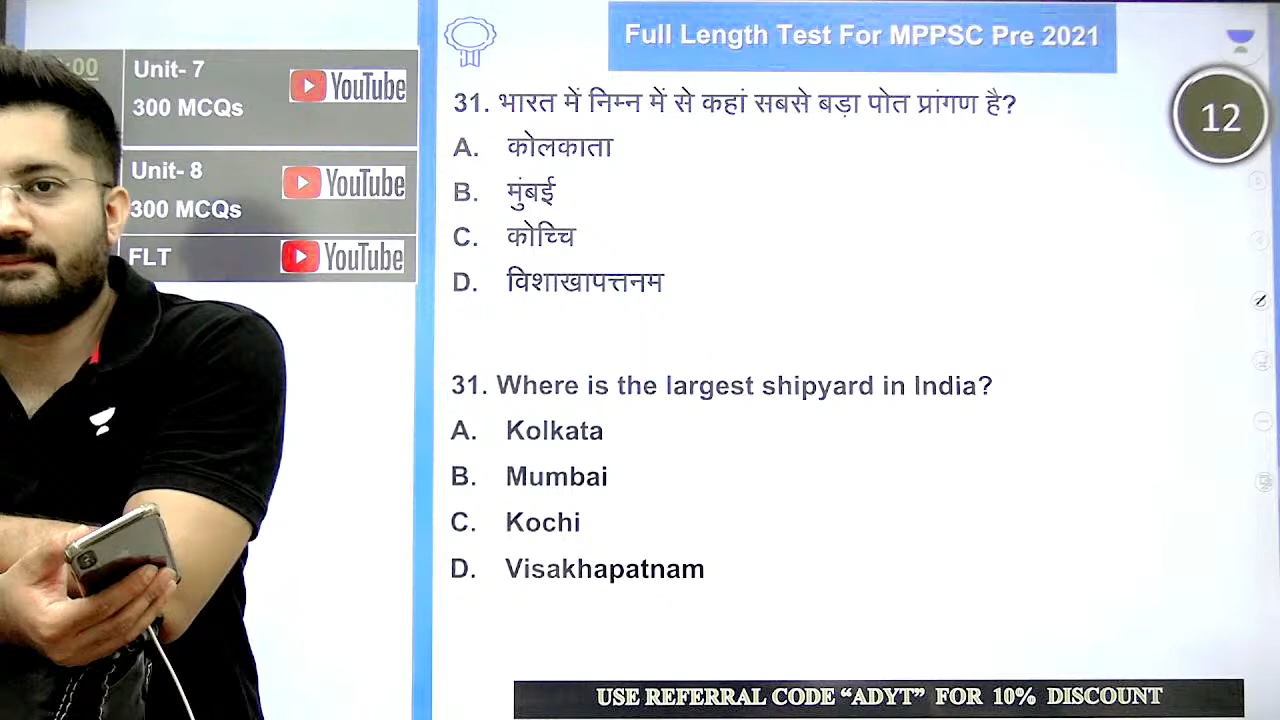 Full Length Test For MPPSC Pre 2021
:00
Unit- 7
300 MCQs
YouTube
Unit- 8
300 MCQs
YouTube
FLT
YouTube
12
31. भारत में निम्न में से कहां सबसे बड़ा पोत प्रांगण है?
A. कोलकाता
B. मुंबई
C. कोच्चि
D. विशाखापत्तनम
31. Where is the largest shipyard in India?
A. Kolkata
B. Mumbai
C. Kochi
D. Visakhapatnam
USE REFERRAL CODE “ADYT” FOR 10% DISCOUNT